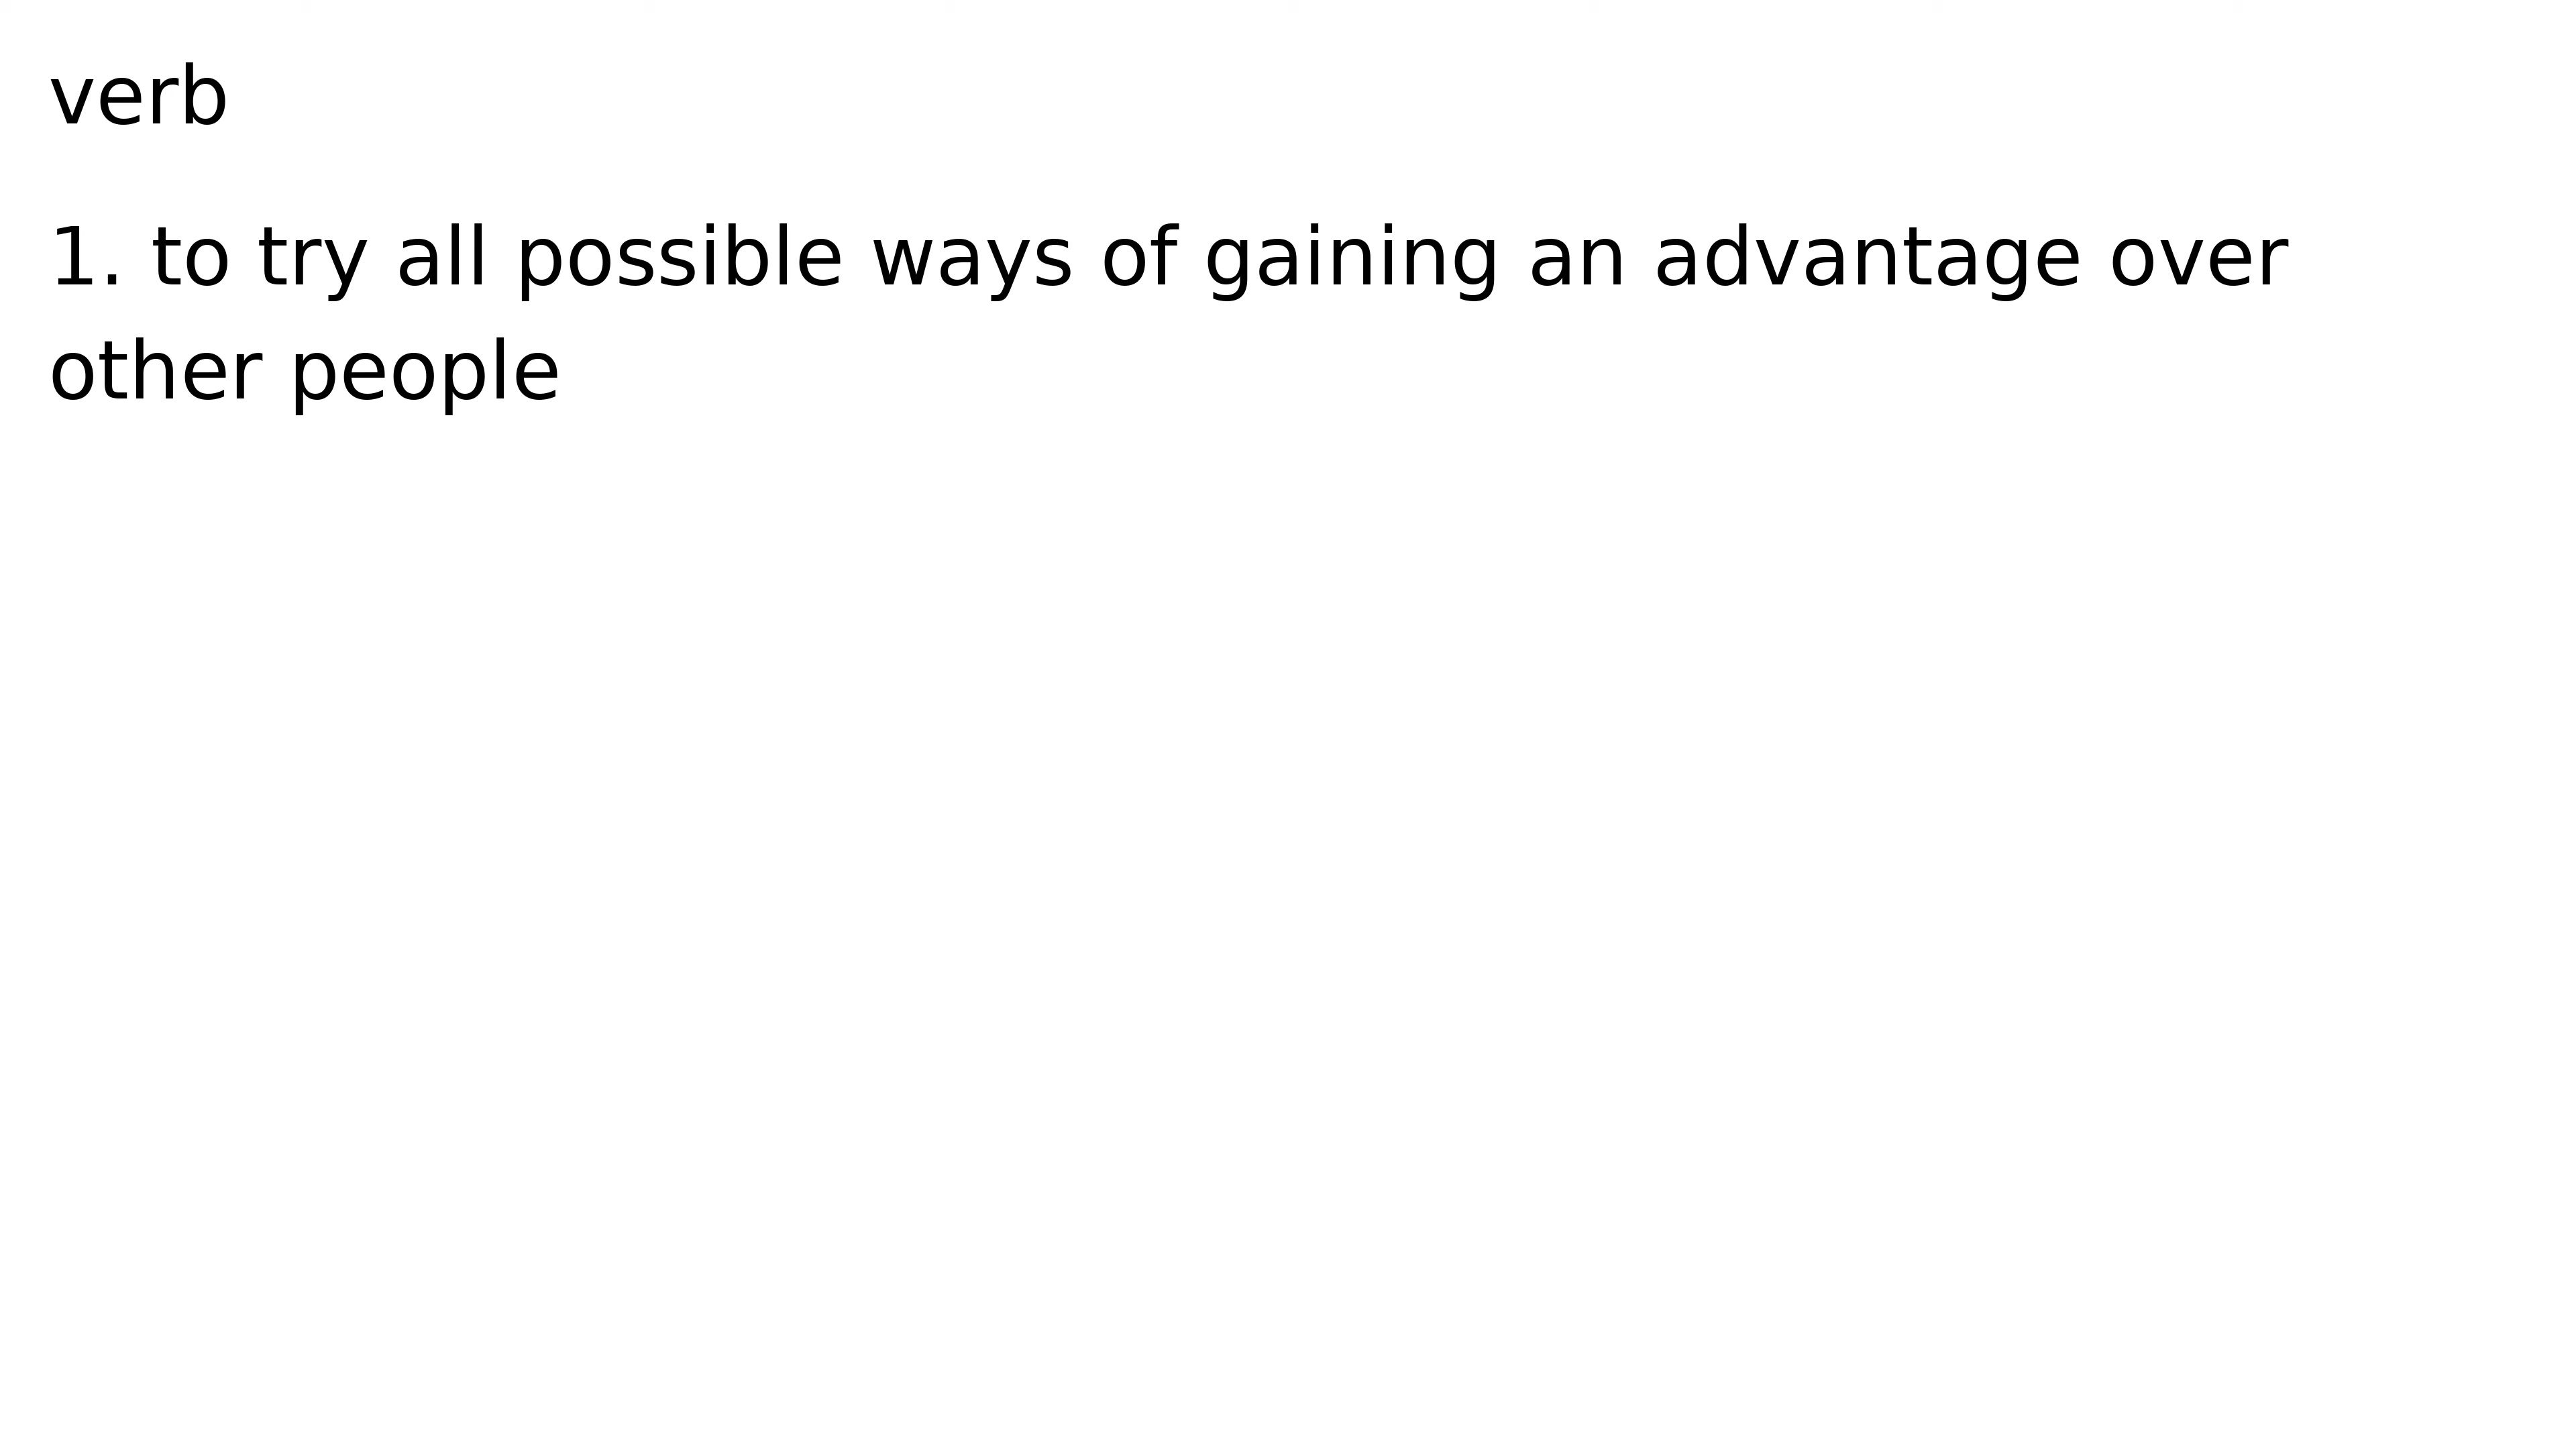 verb
1. to try all possible ways of gaining an advantage over
other people